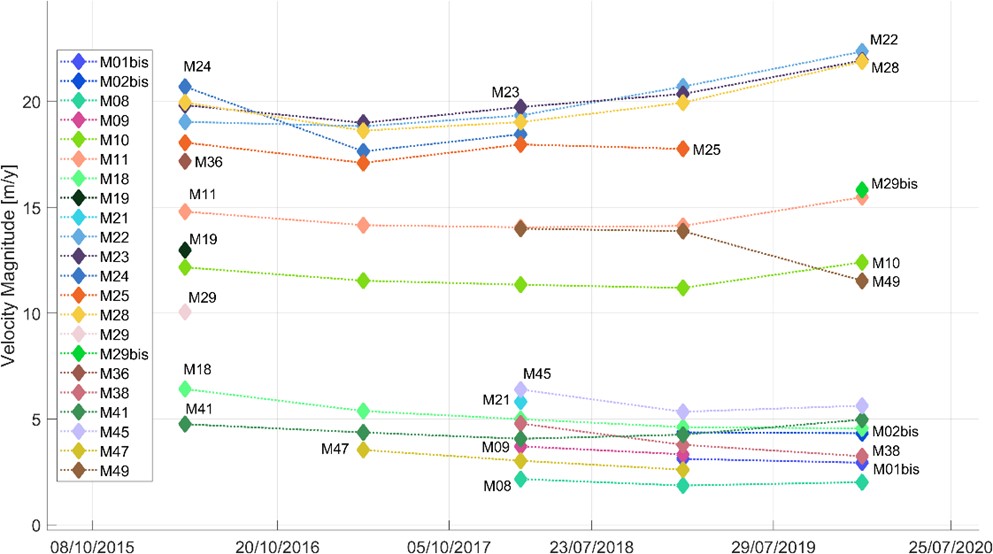 Velocity Magnitude [m/y]
20
15
10
5
0
08/10/2015
20/10/2016
05/10/2017
23/07/2018
29/07/2019
25/07/2020
M01bis
M02bis
M08
M09
M10
M11
M18
M19
M21
M22
M23
M24
M25
M28
M29
M29bis
M36
M38
M41
M45
M47
M49
M24
M36
M11
M19
M29
M18
M41
M47
M23
M45
M21
M09
M08
M25
M22
M28
M29bis
M10
M49
M02bis
M38
M01bis